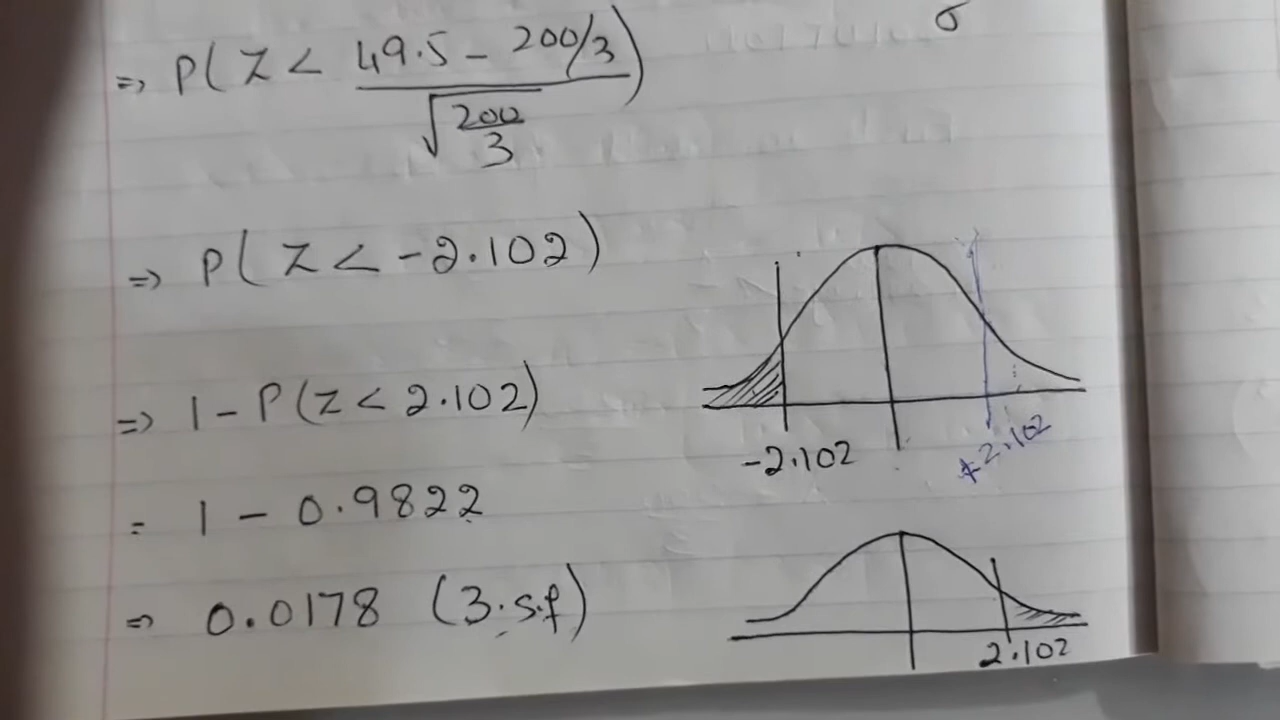 σ
=> P(Z < (49.5 - 200/3) / √(200/3))
=> P(Z < -2.102)
=> 1 - P(Z < 2.102)
= 1 - 0.9822
=> 0.0178 (3.s.f)
-2.102
+2.102
2.102